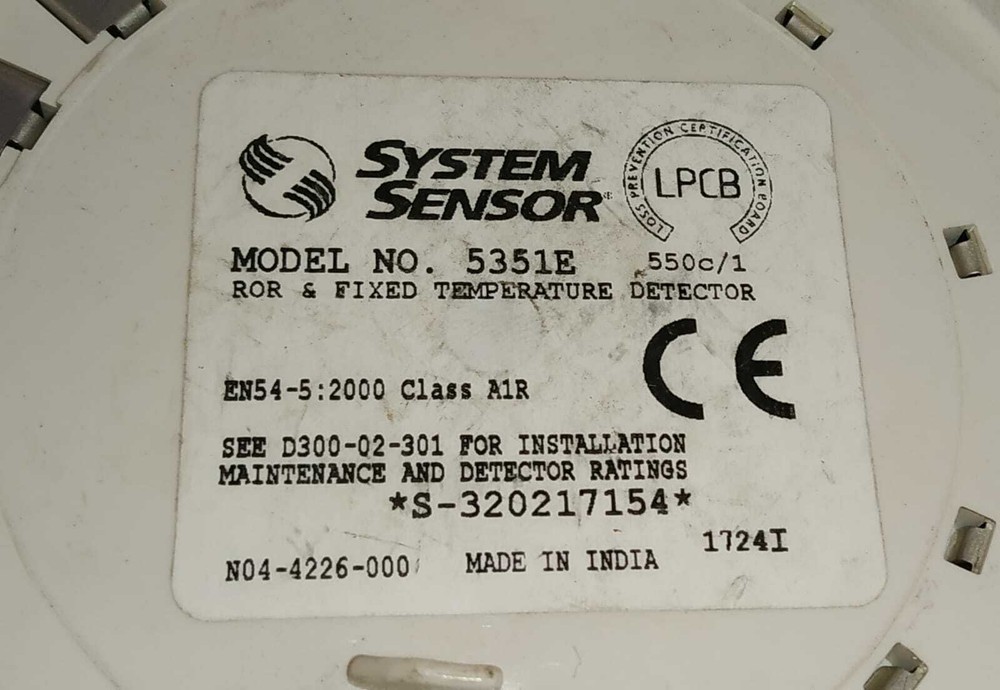 SYSTEM
SENSOR®
LOSS PREVENTION CERTIFICATION BOARD
LPCB
MODEL NO. 5351E 550c/1
ROR & FIXED TEMPERATURE DETECTOR
CE
EN54-5:2000 Class A1R
SEE D300-02-301 FOR INSTALLATION
MAINTENANCE AND DETECTOR RATINGS
*S-320217154*
1724I
N04-4226-000 MADE IN INDIA